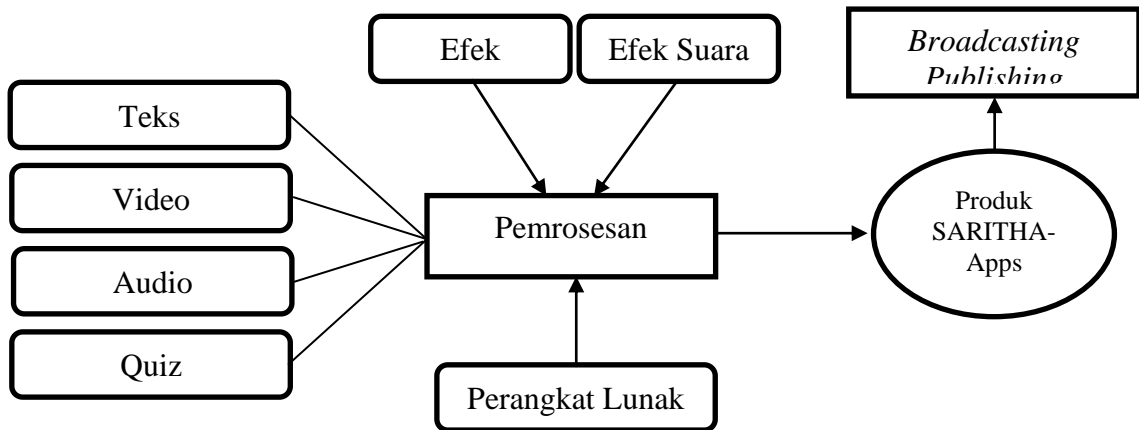 Efek
Efek Suara
Broadcasting
Publishing
Teks
Video
Audio
Quiz
Pemrosesan
Produk
SARITHA-
Apps
Perangkat Lunak